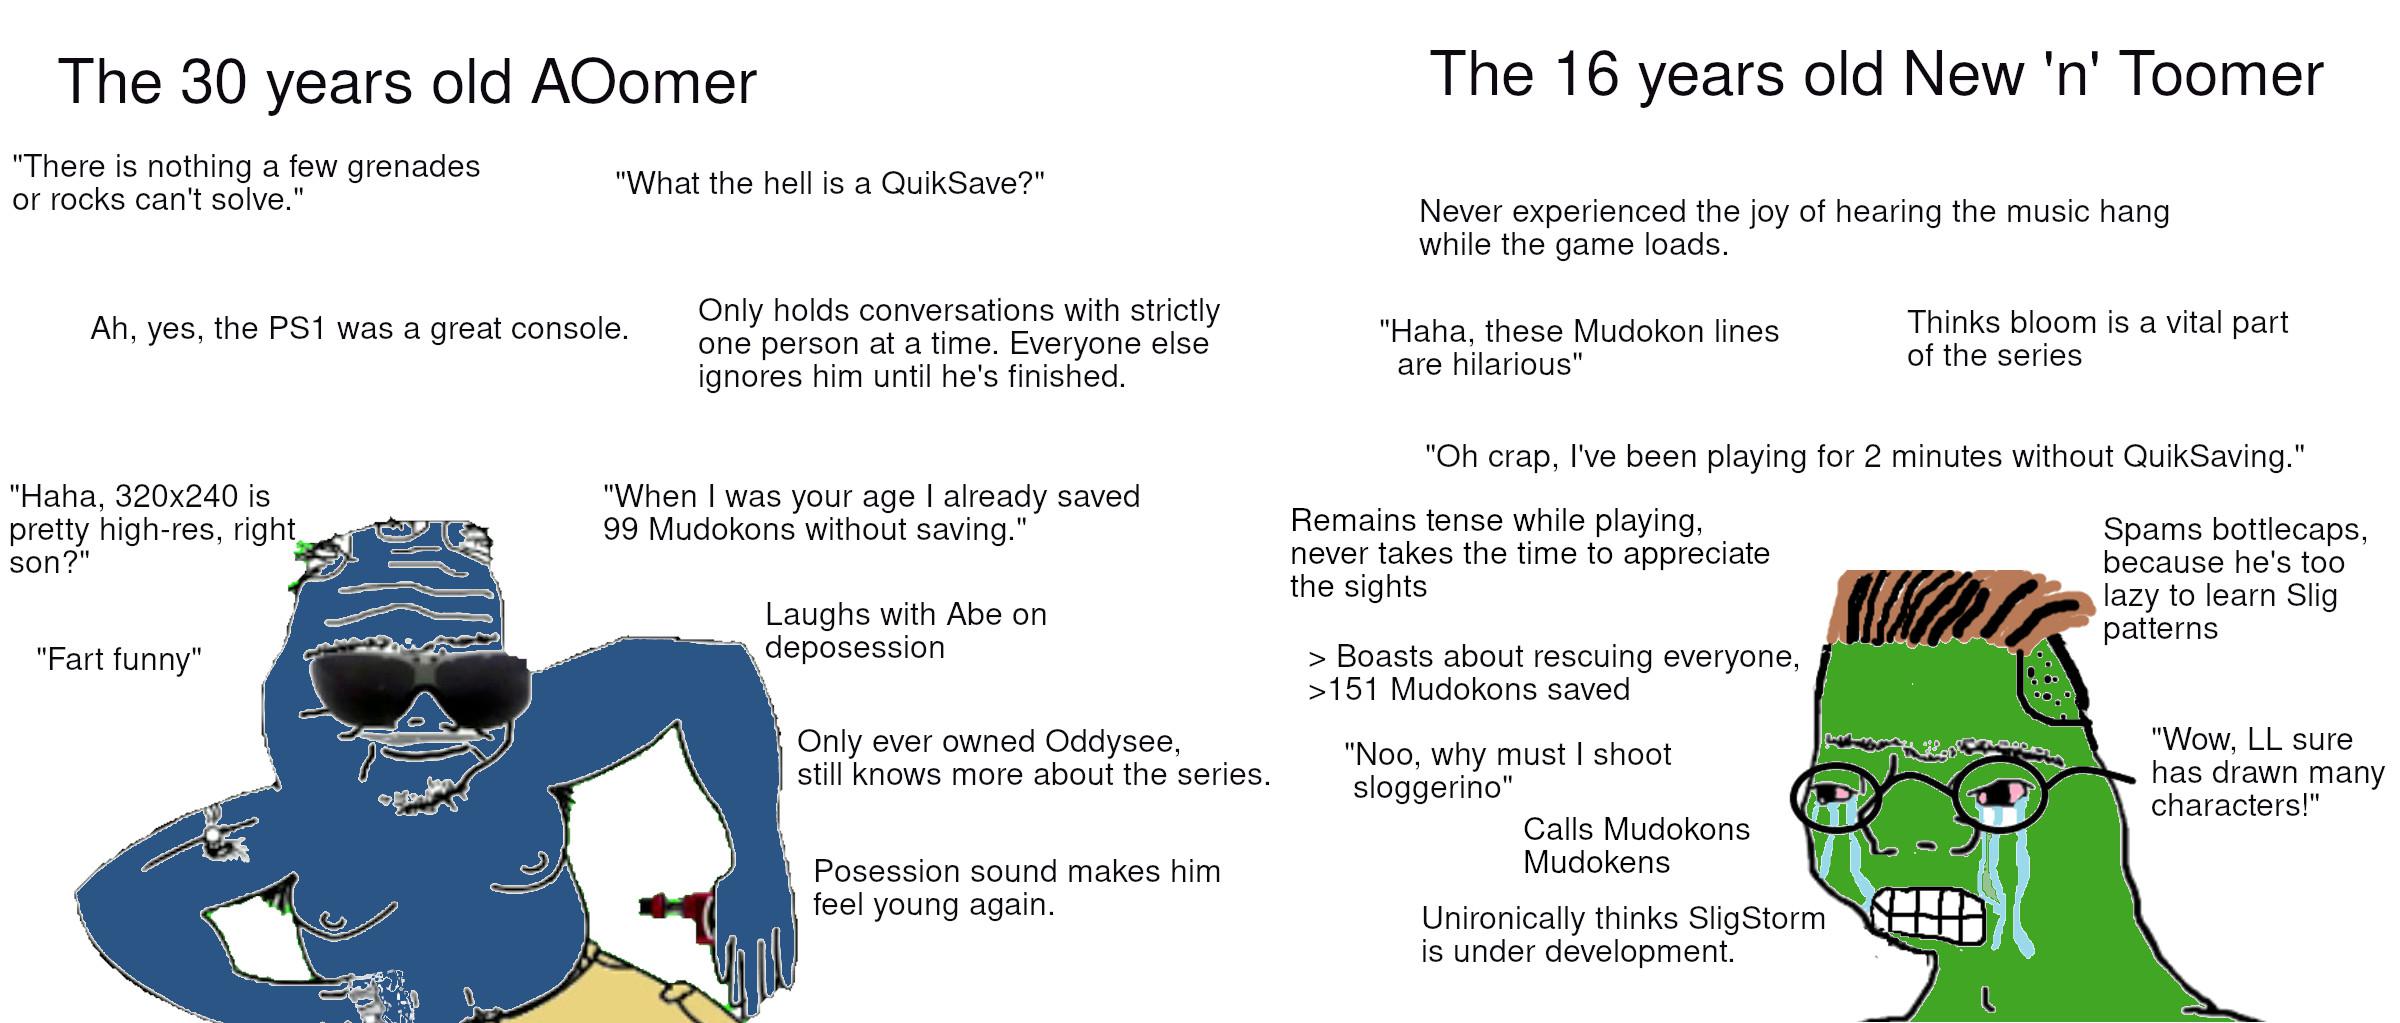 The 30 years old AOomer
"There is nothing a few grenades
or rocks can't solve."
"What the hell is a QuikSave?"
Ah, yes, the PS1 was a great console.
Only holds conversations with strictly
one person at a time. Everyone else
ignores him until he's finished.
"Haha, 320x240 is
pretty high-res, right
son?"
"When I was your age I already saved
99 Mudokons without saving."
"Fart funny"
Laughs with Abe on
deposession
Only ever owned Oddysee,
still knows more about the series.
Posession sound makes him
feel young again.
The 16 years old New 'n' Toomer
Never experienced the joy of hearing the music hang
while the game loads.
"Haha, these Mudokon lines
are hilarious"
Thinks bloom is a vital part
of the series
"Oh crap, I've been playing for 2 minutes without QuikSaving."
Remains tense while playing,
never takes the time to appreciate
the sights
Spams bottlecaps,
because he's too
lazy to learn Slig
patterns
> Boasts about rescuing everyone,
>151 Mudokons saved
"Noo, why must I shoot
sloggerino"
"Wow, LL sure
has drawn many
characters!"
Calls Mudokons
Mudokens
Unironically thinks SligStorm
is under development.